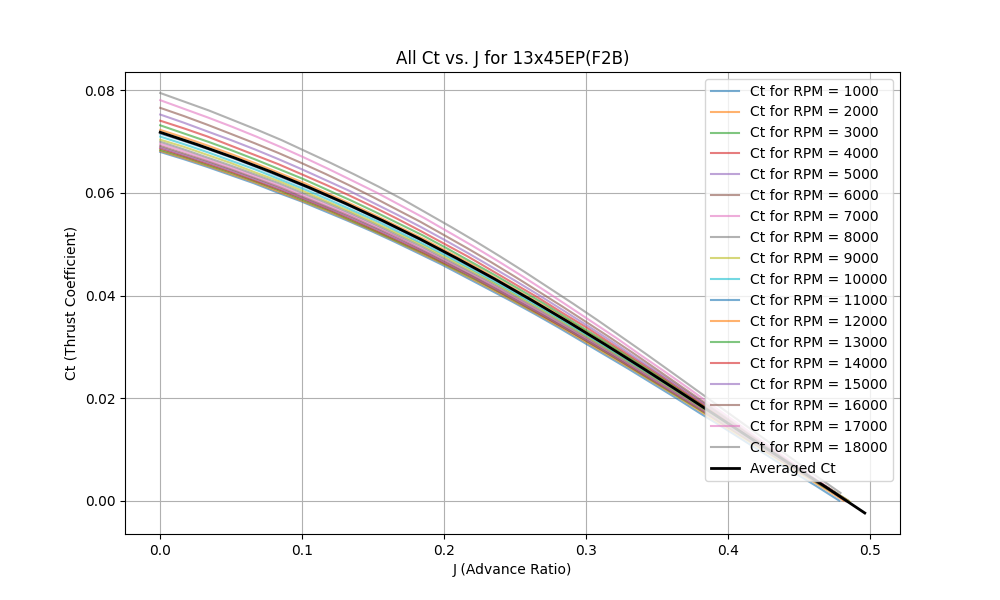 All Ct vs. J for 13x45EP(F2B)
Ct (Thrust Coefficient)
0.08
0.06
0.04
0.02
0.00
0.0
0.1
0.2
0.3
0.4
0.5
J (Advance Ratio)
Ct for RPM = 1000
Ct for RPM = 2000
Ct for RPM = 3000
Ct for RPM = 4000
Ct for RPM = 5000
Ct for RPM = 6000
Ct for RPM = 7000
Ct for RPM = 8000
Ct for RPM = 9000
Ct for RPM = 10000
Ct for RPM = 11000
Ct for RPM = 12000
Ct for RPM = 13000
Ct for RPM = 14000
Ct for RPM = 15000
Ct for RPM = 16000
Ct for RPM = 17000
Ct for RPM = 18000
Averaged Ct